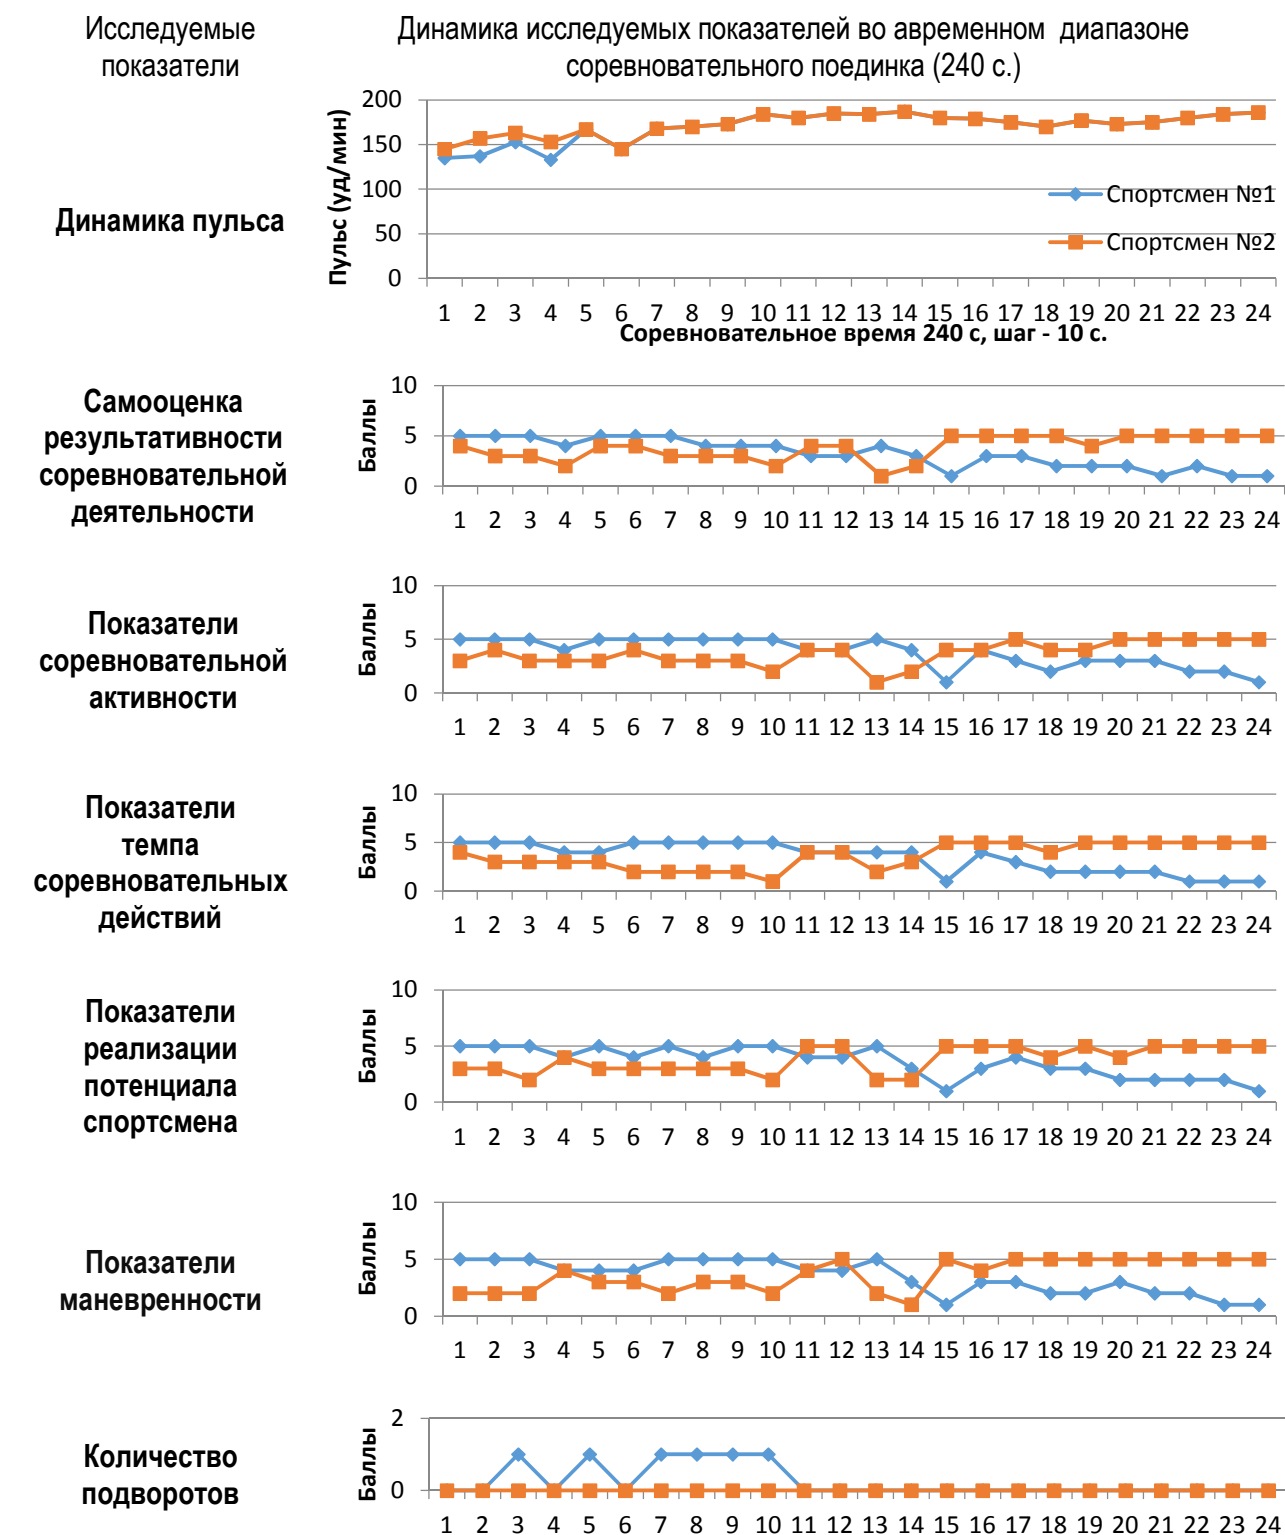 Исследуемые
показатели
Динамика исследуемых показателей во авременном диапазоне
соревновательного поединка (240 с.)
Динамика пульса
Пульс (уд/мин)
200
150
100
50
0
Спортсмен №1
Спортсмен №2
1 2 3 4 5 6 7 8 9 10 11 12 13 14 15 16 17 18 19 20 21 22 23 24
Соревновательное время 240 с, шаг - 10 с.
Самооценка
результативности
соревновательной
деятельности
Баллы
10
5
0
1 2 3 4 5 6 7 8 9 10 11 12 13 14 15 16 17 18 19 20 21 22 23 24
Показатели
соревновательной
активности
Баллы
10
5
0
1 2 3 4 5 6 7 8 9 10 11 12 13 14 15 16 17 18 19 20 21 22 23 24
Показатели
темпа
соревновательных
действий
Баллы
10
5
0
1 2 3 4 5 6 7 8 9 10 11 12 13 14 15 16 17 18 19 20 21 22 23 24
Показатели
реализации
потенциала
спортсмена
Баллы
10
5
0
1 2 3 4 5 6 7 8 9 10 11 12 13 14 15 16 17 18 19 20 21 22 23 24
Показатели
маневренности
Баллы
10
5
0
1 2 3 4 5 6 7 8 9 10 11 12 13 14 15 16 17 18 19 20 21 22 23 24
Количество
подворотов
Баллы
2
0
1 2 3 4 5 6 7 8 9 10 11 12 13 14 15 16 17 18 19 20 21 22 23 24